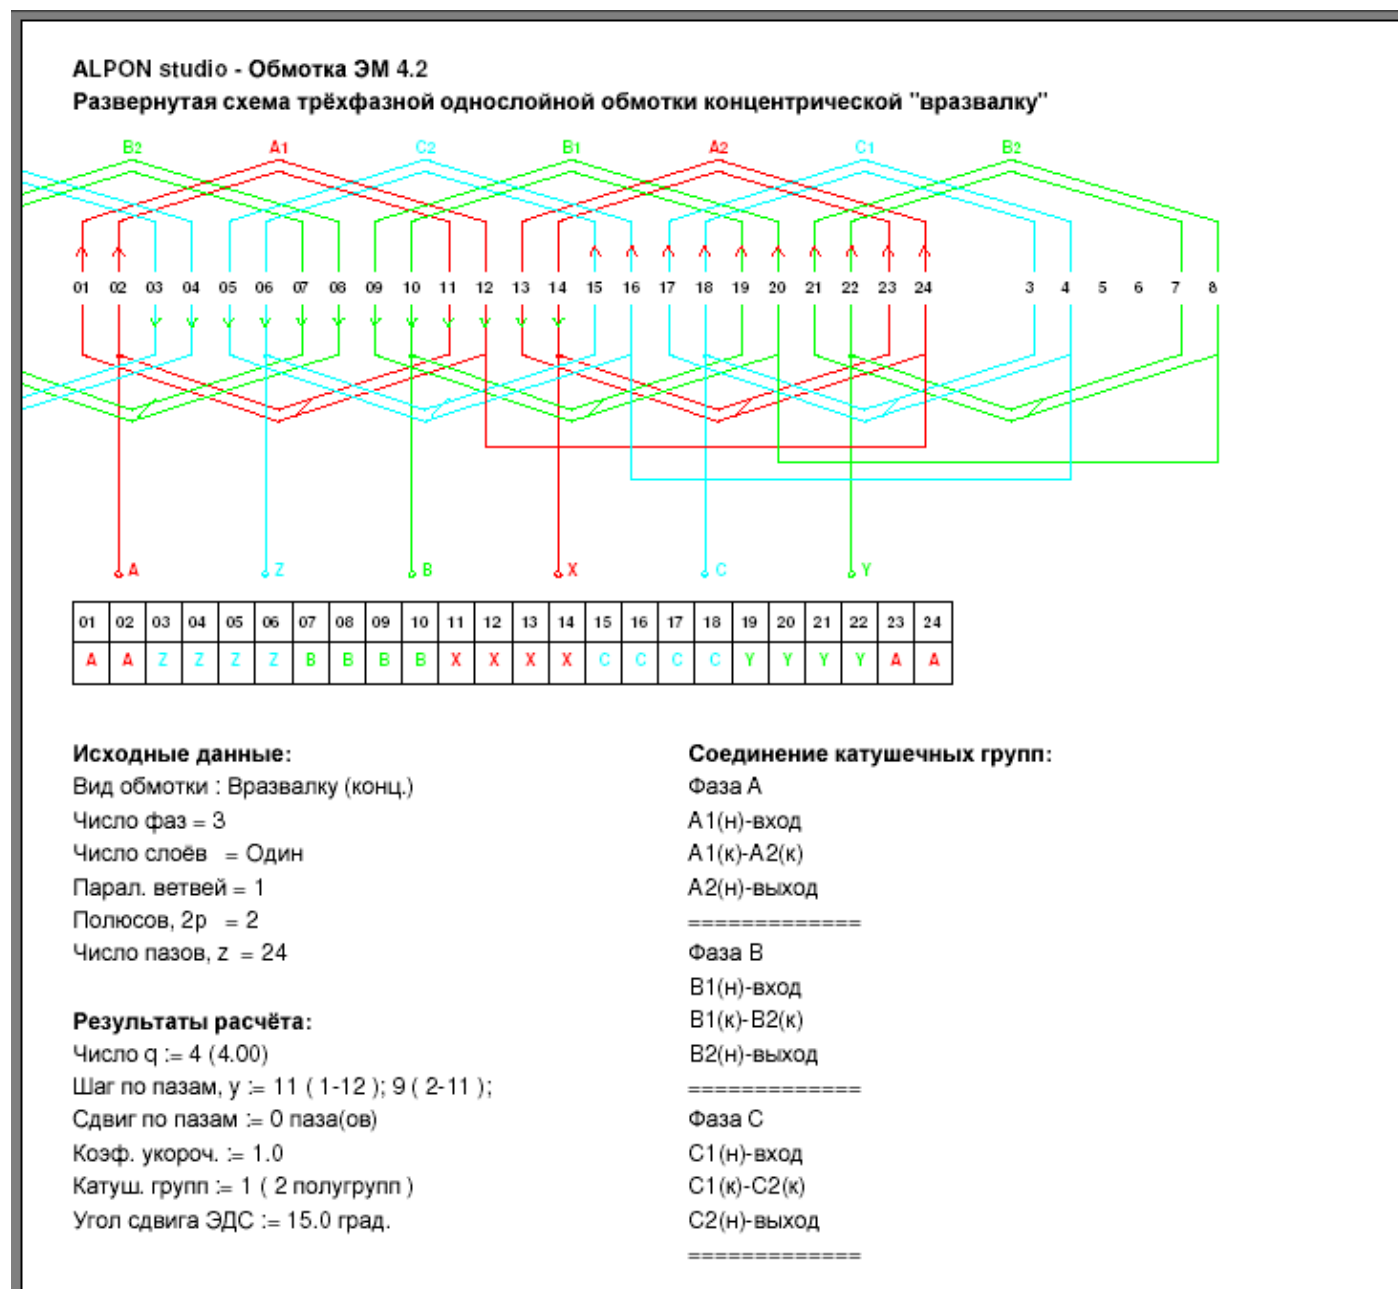 ALPON studio - Обмотка ЭМ 4.2
Развернутая схема трёхфазной однослойной обмотки концентрической "вразвалку"
B2 A1 C2 B1 A2 C1 B2
01 02 03 04 05 06 07 08 09 10 11 12 13 14 15 16 17 18 19 20 21 22 23 24 3 4 5 6 7 8
A Z B X C Y
01 02 03 04 05 06 07 08 09 10 11 12 13 14 15 16 17 18 19 20 21 22 23 24
A A Z Z Z Z B B B B X X X X C C C C Y Y Y Y A A
Исходные данные:
Вид обмотки : Вразвалку (конц.)
Число фаз = 3
Число слоёв = Один
Парал. ветвей = 1
Полюсов, 2p = 2
Число пазов, z = 24
Результаты расчёта:
Число q := 4 (4.00)
Шаг по пазам, y := 11 ( 1-12 ); 9 ( 2-11 );
Сдвиг по пазам := 0 паза(ов)
Коэф. укороч. := 1.0
Катуш. групп := 1 ( 2 полугрупп )
Угол сдвига ЭДС := 15.0 град.
Соединение катушечных групп:
Фаза A
A1(н)-вход
A1(к)-A2(к)
A2(н)-выход
=============
Фаза B
B1(н)-вход
B1(к)-B2(к)
B2(н)-выход
=============
Фаза C
C1(н)-вход
C1(к)-C2(к)
C2(н)-выход
=============